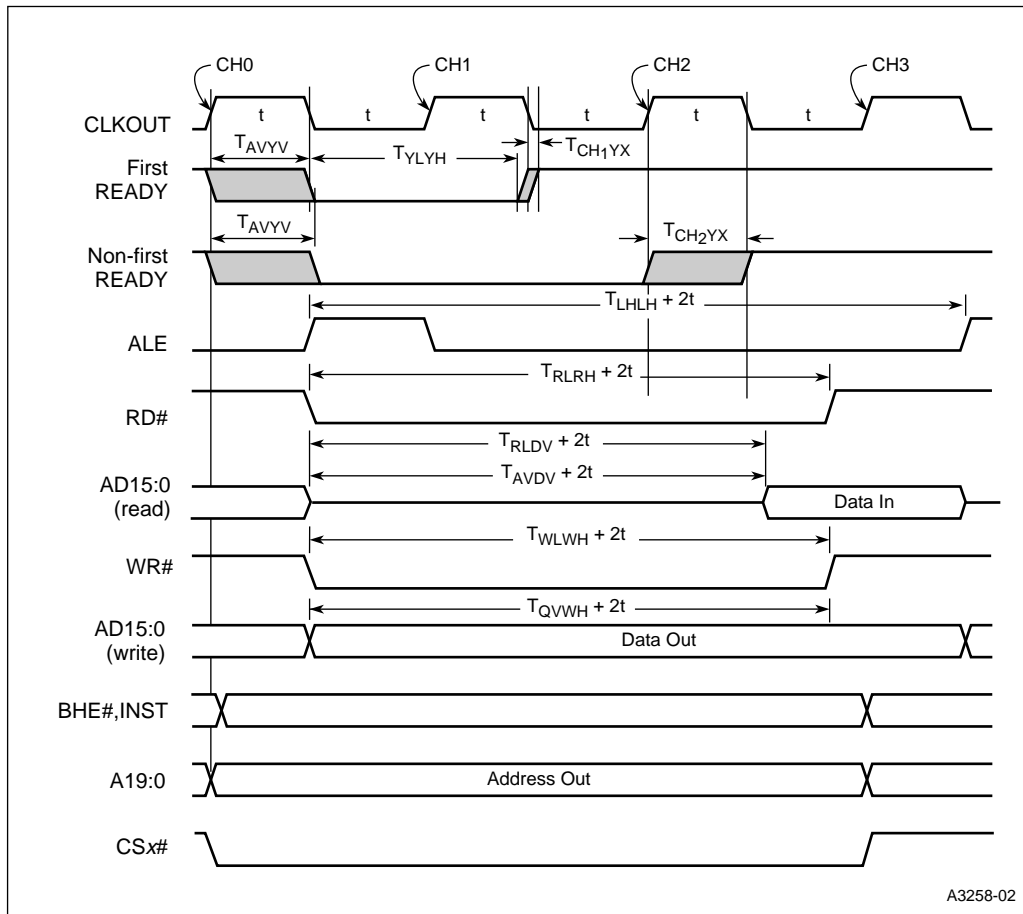 CH0 CH1 CH2 CH3
CLKOUT t t t t t t
TAVYV TYLYH TCH1YX
First
READY
TAVYV TCH2YX
Non-first
READY
TLHLH + 2t
ALE
TRLRH + 2t
RD#
TRLDV + 2t
TAVDV + 2t
AD15:0
(read)
Data In
TWLWH + 2t
WR#
TQVWH + 2t
AD15:0
(write)
Data Out
BHE#,INST
A19:0 Address Out
CSx#
A3258-02